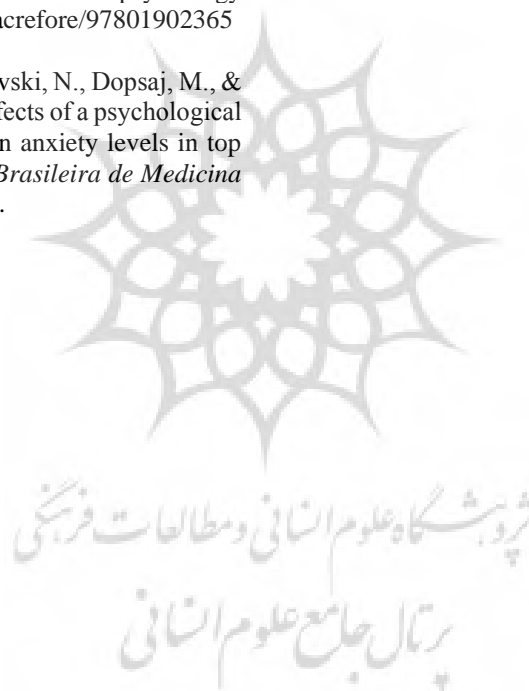 acrefore/97801902365
vski, N., Dopsaj, M., &
ffects of a psychological
n anxiety levels in top
Brasileira de Medicina
.
پژوهشگاه علوم انسانی و مطالعات فرهنگی
پرتال جامع علوم انسانی